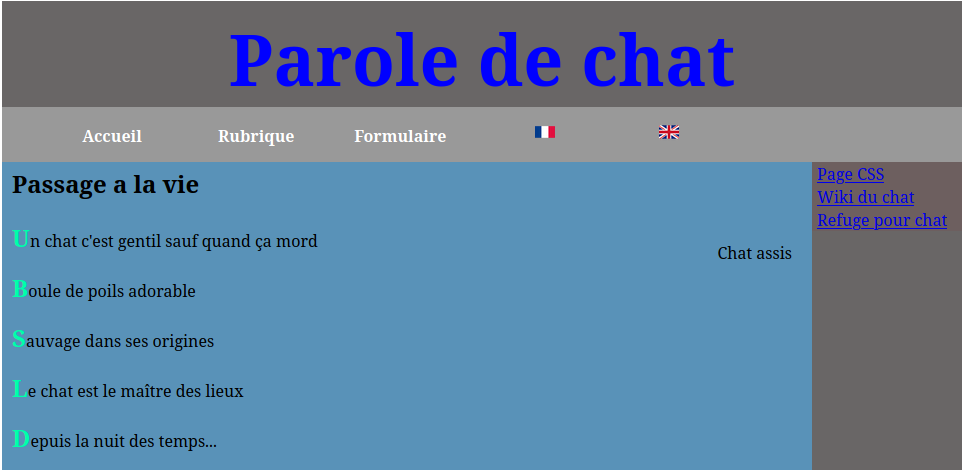 Parole de chat
Accueil Rubrique Formulaire
Passage a la vie
Un chat c'est gentil sauf quand ça mord
Chat assis
Boule de poils adorable
Sauvage dans ses origines
Le chat est le maître des lieux
Depuis la nuit des temps...
Page CSS
Wiki du chat
Refuge pour chat